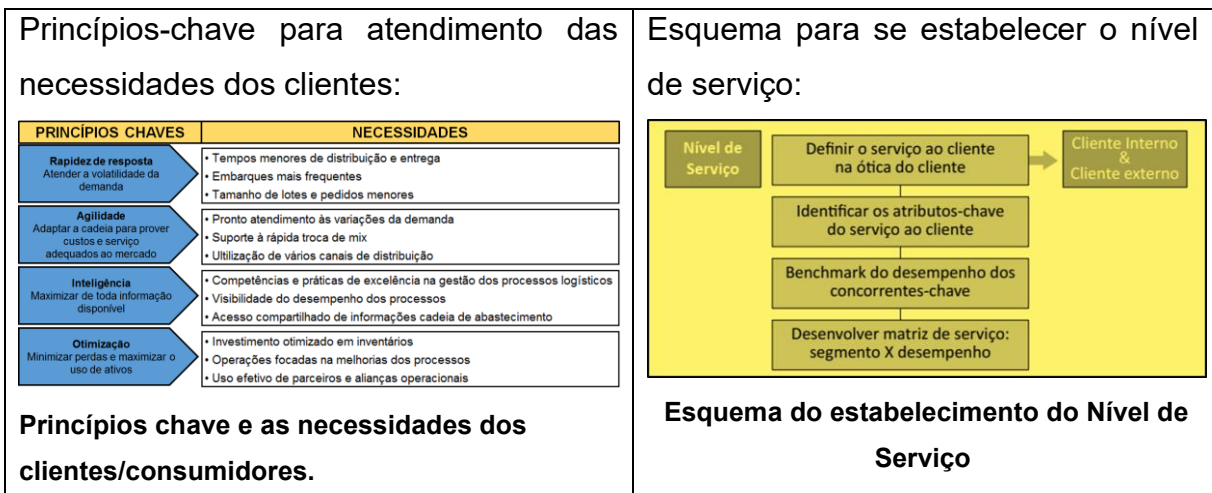 Princípios-chave para atendimento das
necessidades dos clientes:
PRINCÍPIOS CHAVES
NECESSIDADES
Rapidez de resposta
Atender a volatilidade da
demanda
• Tempos menores de distribuição e entrega
• Embarques mais frequentes
• Tamanho de lotes e pedidos menores
Agilidade
Adaptar a cadeia para prover
custos e serviço
adequados ao mercado
• Pronto atendimento às variações da demanda
• Suporte à rápida troca de mix
• Ultilização de vários canais de distribuição
Inteligência
Maximizar de toda informação
disponível
• Competências e práticas de excelência na gestão dos processos logísticos
• Visibilidade do desempenho dos processos
• Acesso compartilhado de informações cadeia de abastecimento
Otimização
Minimizar perdas e maximizar o
uso de ativos
• Investimento otimizado em inventários
• Operações focadas na melhorias dos processos
• Uso efetivo de parceiros e alianças operacionais
Princípios chave e as necessidades dos
clientes/consumidores.
Esquema para se estabelecer o nível
de serviço:
Nível de
Serviço
Definir o serviço ao cliente
na ótica do cliente
Cliente Interno
&
Cliente externo
Identificar os atributos-chave
do serviço ao cliente
Benchmark do desempenho dos
concorrentes-chave
Desenvolver matriz de serviço:
segmento X desempenho
Esquema do estabelecimento do Nível de
Serviço